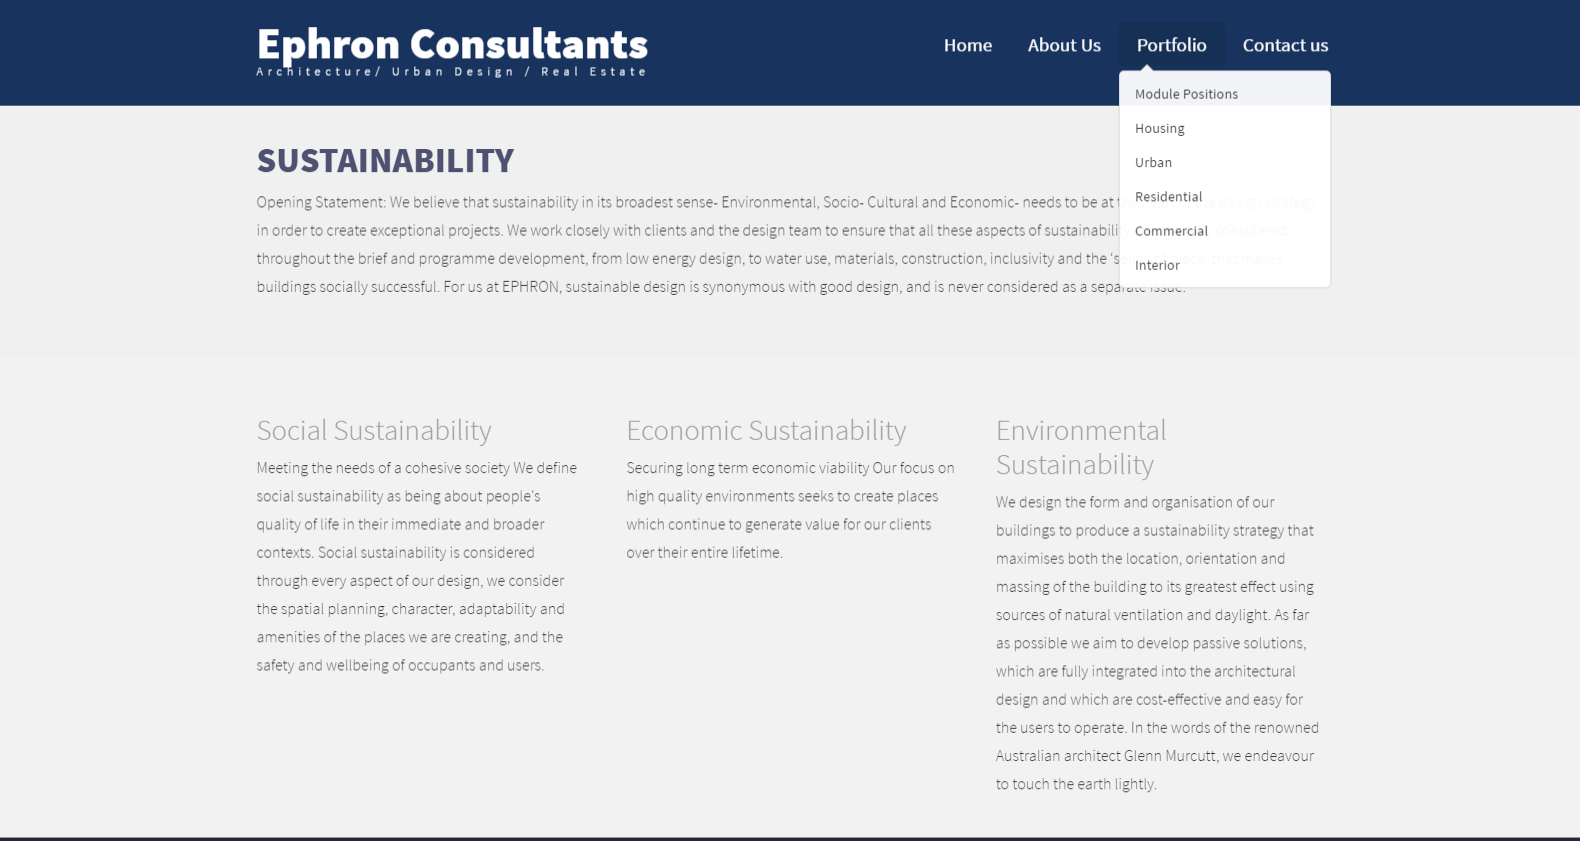 Ephron Consultants
Architecture/ Urban Design / Real Estate
Home
About Us
Portfolio
Contact us
Module Positions
Housing
Urban
Residential
Commercial
Interior
SUSTAINABILITY
Opening Statement: We believe that sustainability in its broadest sense- Environmental, Socio- Cultural and Economic- needs to be at design strategy
in order to create exceptional projects. We work closely with clients and the design team to ensure that all these aspects of sustainability considered
throughout the brief and programme development, from low energy design, to water use, materials, construction, inclusivity and the that makes
buildings socially successful. For us at EPHRON, sustainable design is synonymous with good design, and is never considered as a separate issue.
Social Sustainability
Meeting the needs of a cohesive society We define
social sustainability as being about people's
quality of life in their immediate and broader
contexts. Social sustainability is considered
through every aspect of our design, we consider
the spatial planning, character, adaptability and
amenities of the places we are creating, and the
safety and wellbeing of occupants and users.
Economic Sustainability
Securing long term economic viability Our focus on
high quality environments seeks to create places
which continue to generate value for our clients
over their entire lifetime.
Environmental
Sustainability
We design the form and organisation of our
buildings to produce a sustainability strategy that
maximises both the location, orientation and
massing of the building to its greatest effect using
sources of natural ventilation and daylight. As far
as possible we aim to develop passive solutions,
which are fully integrated into the architectural
design and which are cost-effective and easy for
the users to operate. In the words of the renowned
Australian architect Glenn Murcutt, we endeavour
to touch the earth lightly.